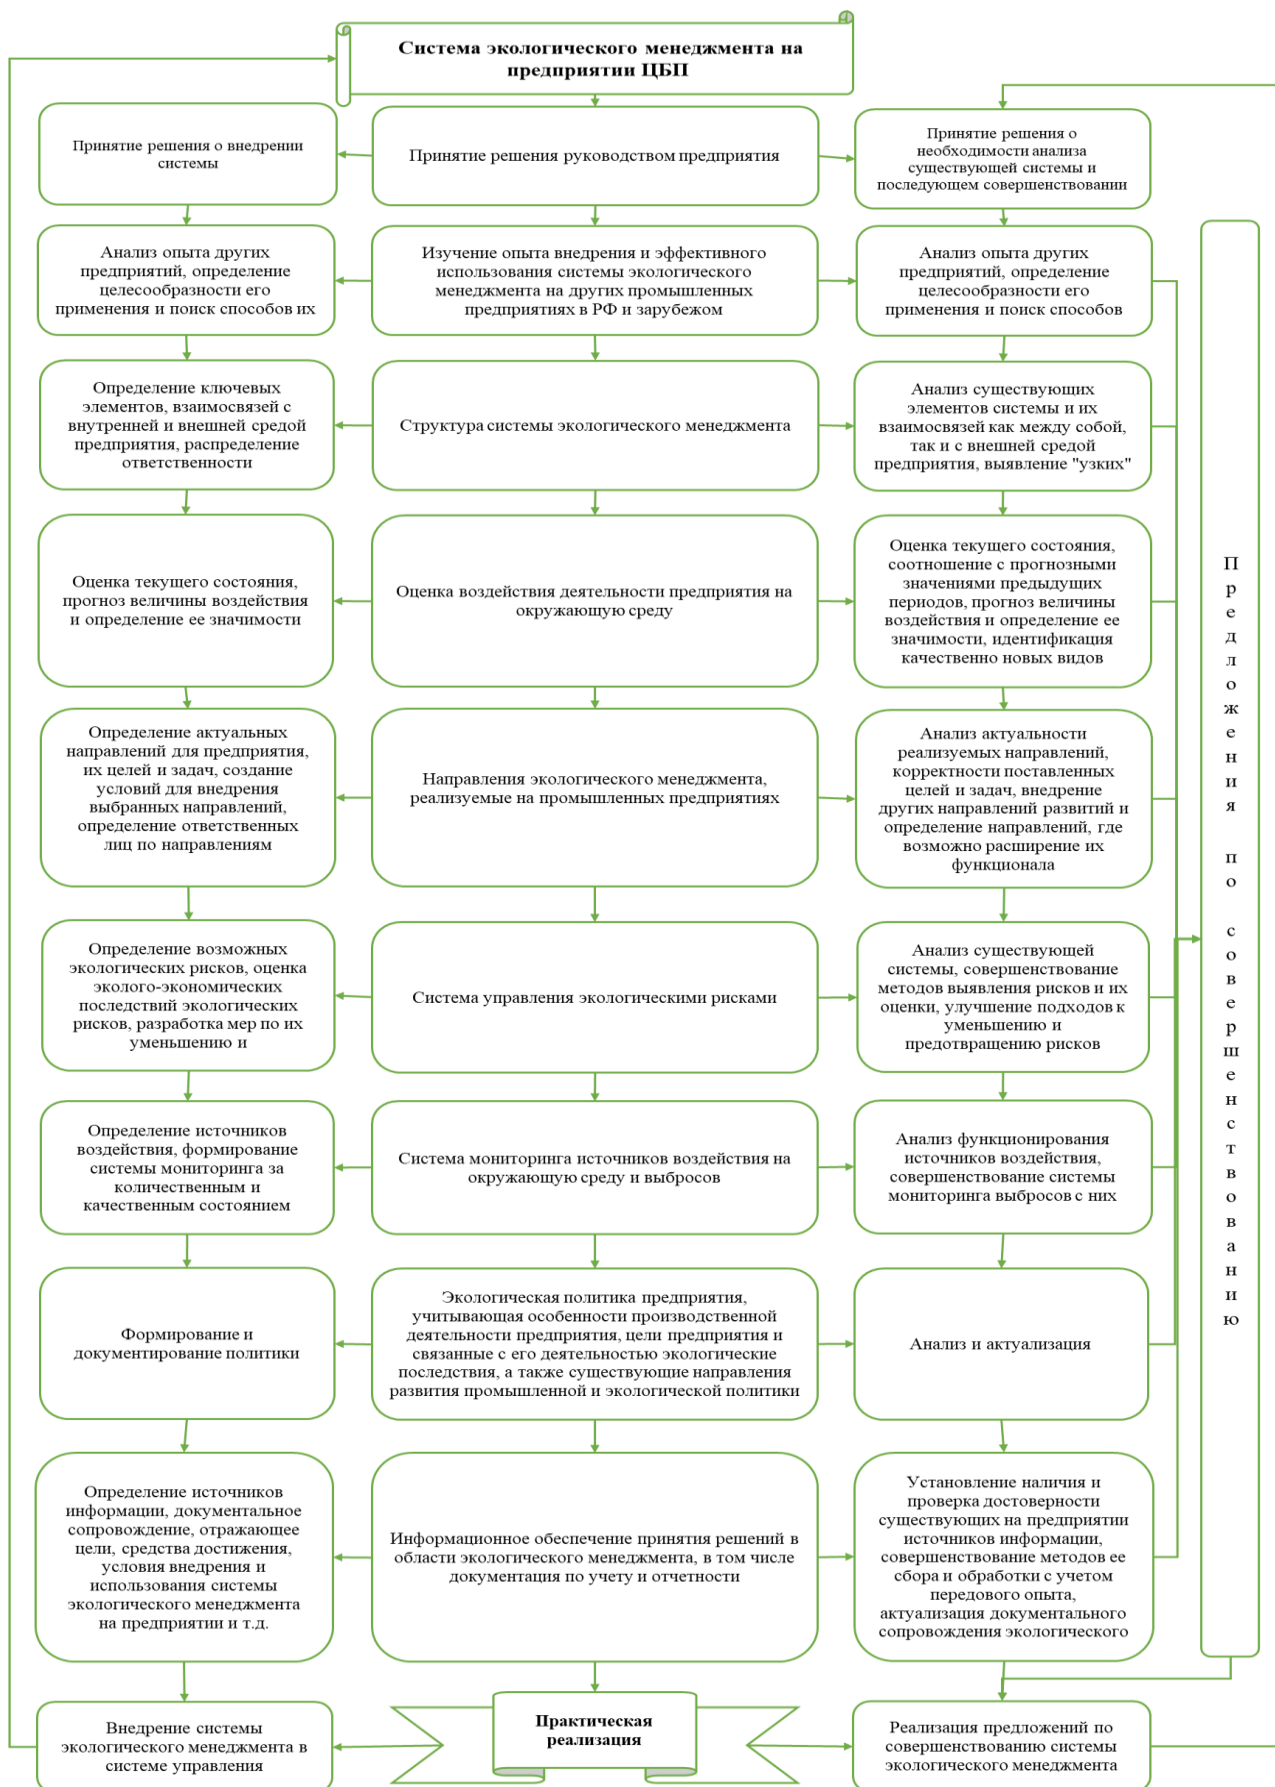 Система экологического менеджмента на
предприятии ЦБП
Принятие решения о внедрении
системы
Принятие решения руководством предприятия
Принятие решения о
необходимости анализа
существующей системы и
последующем совершенствовании
Анализ опыта других
предприятий, определение
целесообразности его
применения и поиск способов их
Изучение опыта внедрения и эффективного
использования системы экологического
менеджмента на других промышленных
предприятиях в РФ и зарубежом
Анализ опыта других
предприятий, определение
целесообразности его
применения и поиск способов
Определение ключевых
элементов, взаимосвязей с
внутренней и внешней средой
предприятия, распределение
ответственности
Структура системы экологического менеджмента
Анализ существующих
элементов системы и их
взаимосвязей как между собой,
так и с внешней средой
предприятия, выявление "узких"
Оценка текущего состояния,
прогноз величины воздействия
и определение ее значимости
Оценка воздействия деятельности предприятия на
окружающую среду
Оценка текущего состояния,
соотношение с прогнозными
значениями предыдущих
периодов, прогноз величины
воздействия и определение ее
значимости, идентификация
качественно новых видов
Определение актуальных
направлений для предприятия,
их целей и задач, создание
условий для внедрения
выбранных направлений,
определение ответственных
лиц по направлениям
Направления экологического менеджмента,
реализуемые на промышленных предприятиях
Анализ актуальности
реализуемых направлений,
корректности поставленных
целей и задач, внедрение
других направлений развитий и
определение направлений, где
возможно расширение их
функционала
Определение возможных
экологических рисков, оценка
эколого-экономических
последствий экологических
рисков, разработка мер по их
уменьшению и
Система управления экологическими рисками
Анализ существующей
системы, совершенствование
методов выявления рисков и их
оценки, улучшение подходов к
уменьшению и
предотвращению рисков
Определение источников
воздействия, формирование
системы мониторинга за
количественным и
качественным состоянием
Система мониторинга источников воздействия на
окружающую среду и выбросов
Анализ функционирования
источников воздействия,
совершенствование системы
мониторинга выбросов с них
Формирование и
документирование политики
Экологическая политика предприятия,
учитывающая особенности производственной
деятельности предприятия, цели предприятия и
связанные с его деятельностью экологические
последствия, а также существующие направления
развития промышленной и экологической политики
Анализ и актуализация
Определение источников
информации, документальное
сопровождение, отражающее
цели, средства достижения,
условия внедрения и
использования системы
экологического менеджмента
на предприятии и т.д.
Информационное обеспечение принятия решений в
области экологического менеджмента, в том числе
документация по учету и отчетности
Установление наличия и
проверка достоверности
существующих на предприятии
источников информации,
совершенствование методов ее
сбора и обработки с учетом
передового опыта,
актуализация документального
сопровождения экологического
Внедрение системы
экологического менеджмента в
системе управления
Практическая
реализация
Реализация предложений по
совершенствованию системы
экологического менеджмента
Предложения по совершенствованию